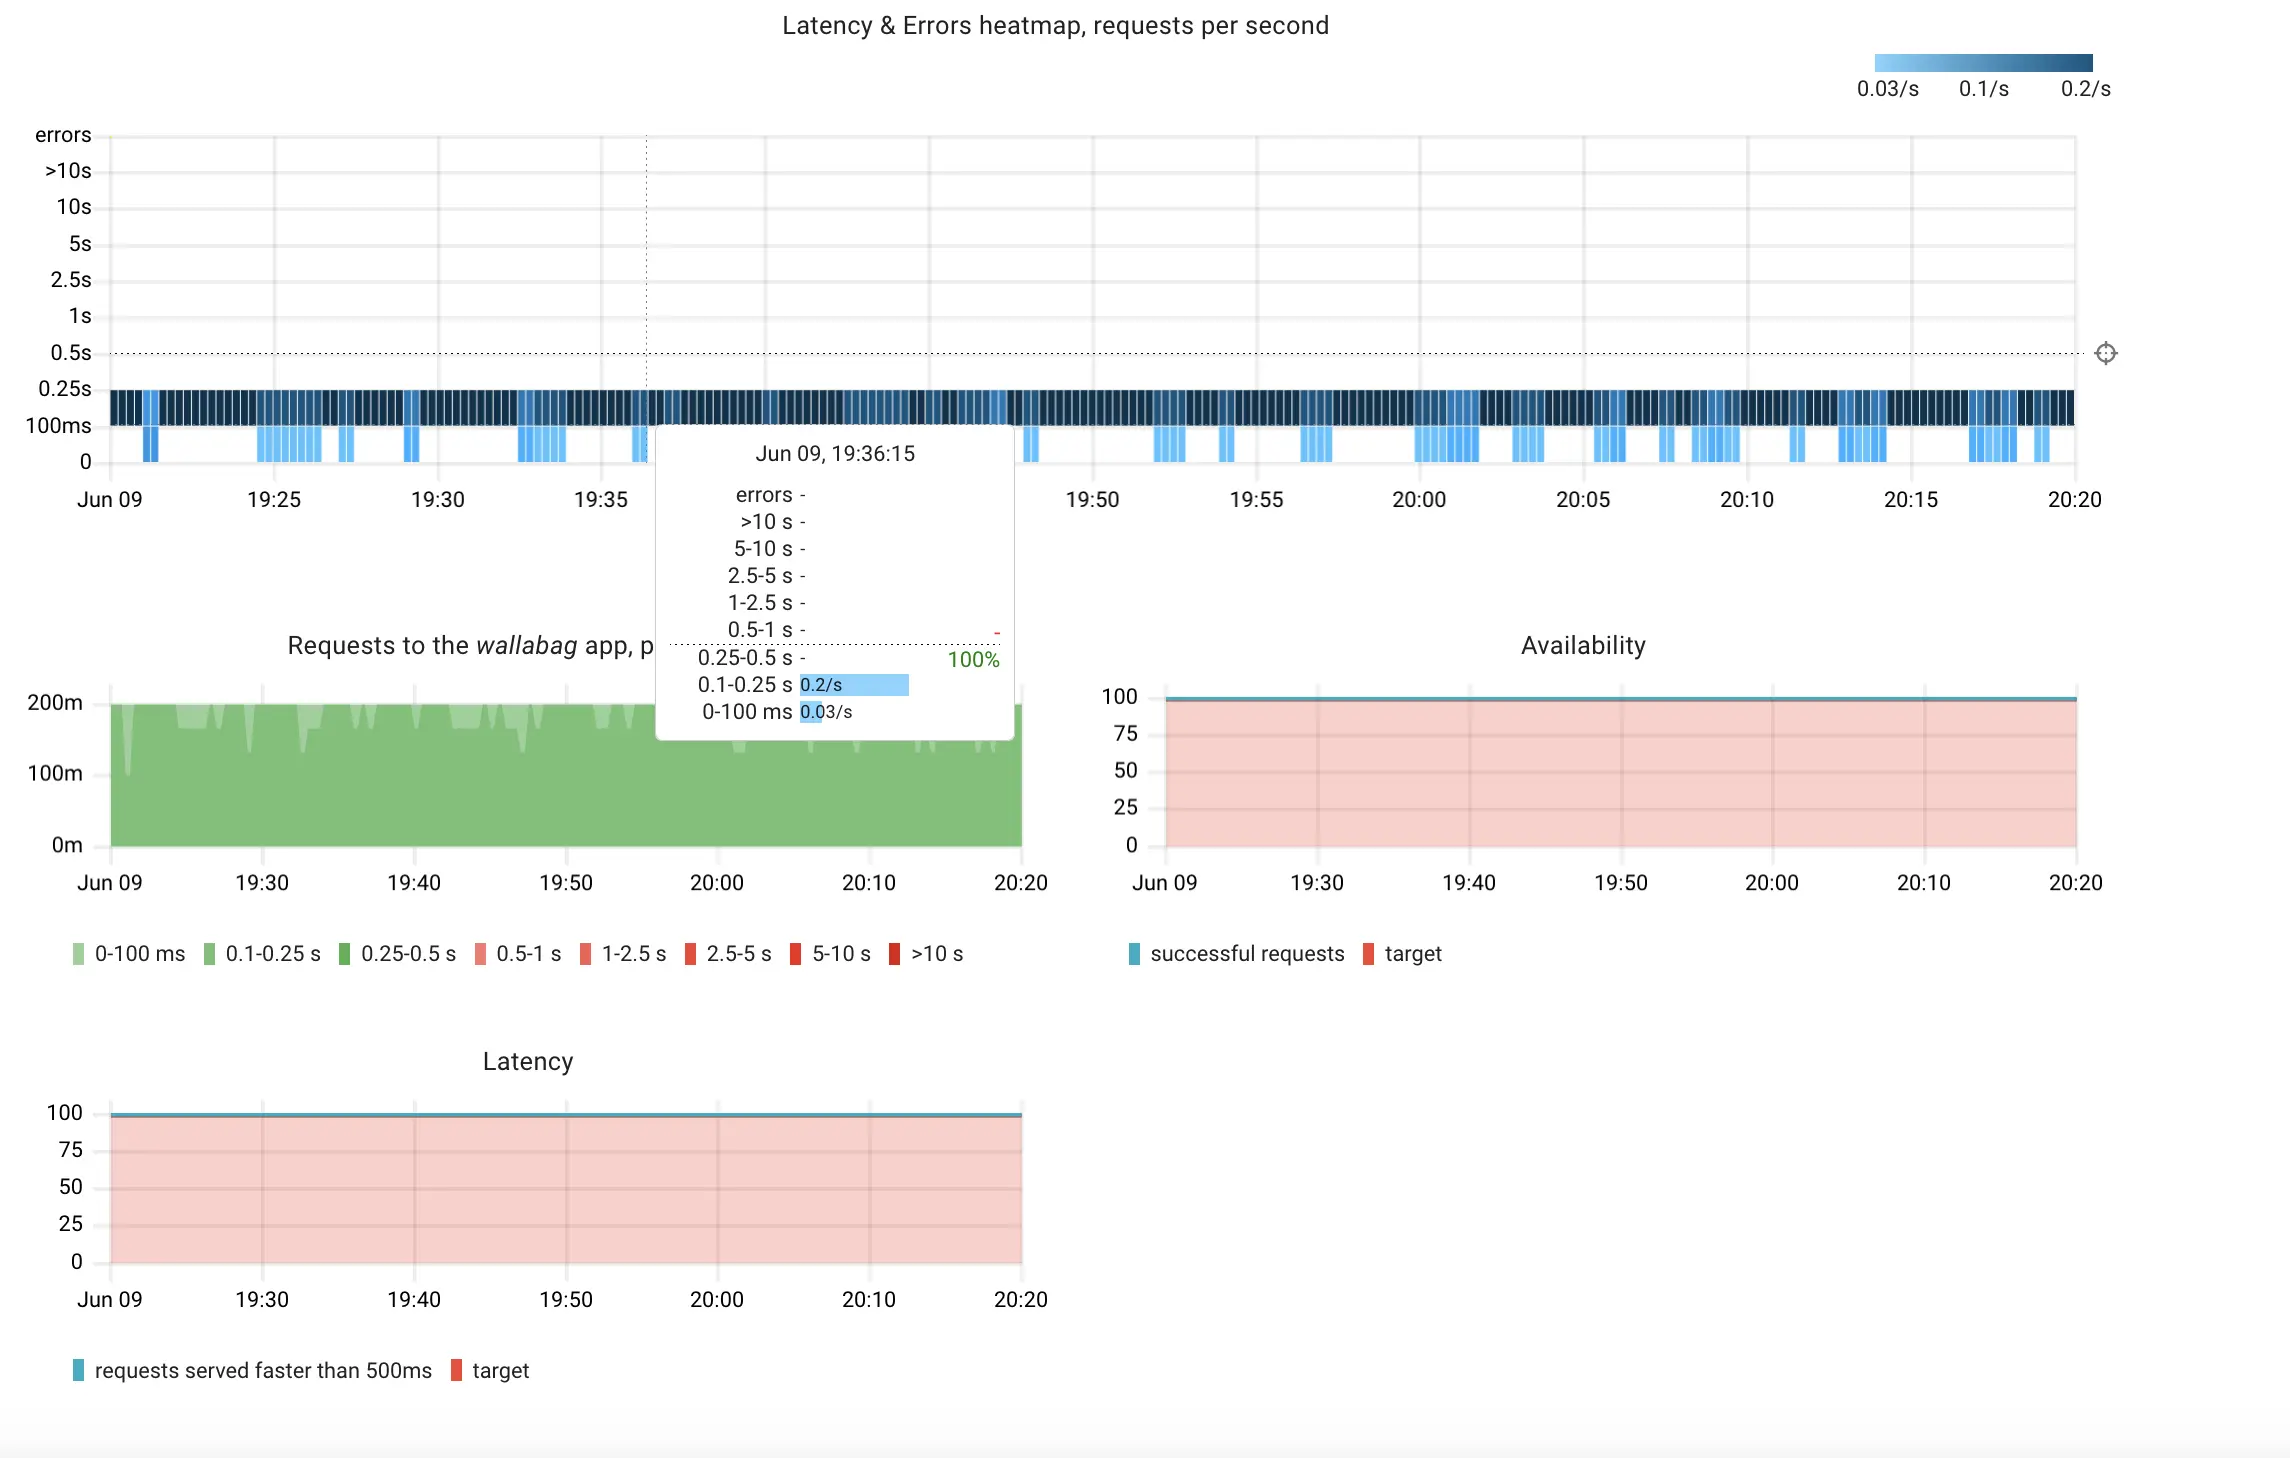 Latency & Errors heatmap, requests per second
0.03/s 0.1/s 0.2/s
errors
>10s
10s
5s
2.5s
1s
0.5s
0.25s
100ms
0
Jun 09 19:25 19:30 19:35 19:50 19:55 20:00 20:05 20:10 20:15 20:20
Jun 09, 19:36:15
errors -
>10 s -
5-10 s -
2.5-5 s -
1-2.5 s -
0.5-1 s - -
0.25-0.5 s - 100%
0.1-0.25 s 0.2/s
0-100 ms 0.03/s
Requests to the wallabag app, p
200m
100m
0m
Jun 09 19:30 19:40 19:50 20:00 20:10 20:20
0-100 ms 0.1-0.25 s 0.25-0.5 s 0.5-1 s 1-2.5 s 2.5-5 s 5-10 s >10 s
Availability
100
75
50
25
0
Jun 09 19:30 19:40 19:50 20:00 20:10 20:20
successful requests target
Latency
100
75
50
25
0
Jun 09 19:30 19:40 19:50 20:00 20:10 20:20
requests served faster than 500ms target